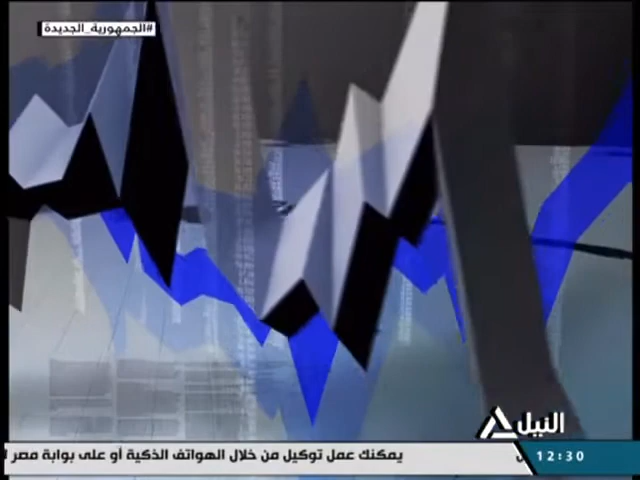 #الجمهورية_الجديدة
النيل
يمكنك عمل توكيل من خلال الهواتف الذكية أو على بوابة مصر
12:30